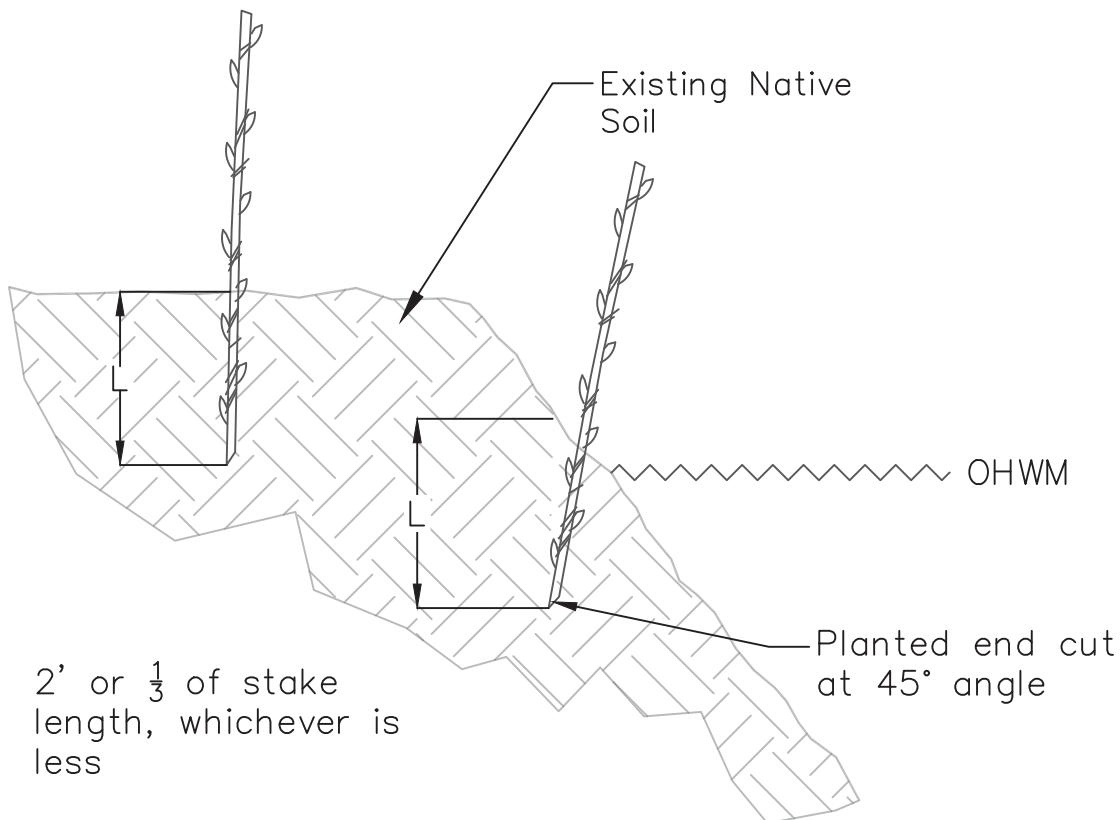 Existing Native
Soil
L
L
OHWM
Planted end cut
at 45° angle
2' or 1/3 of stake
length, whichever is
less